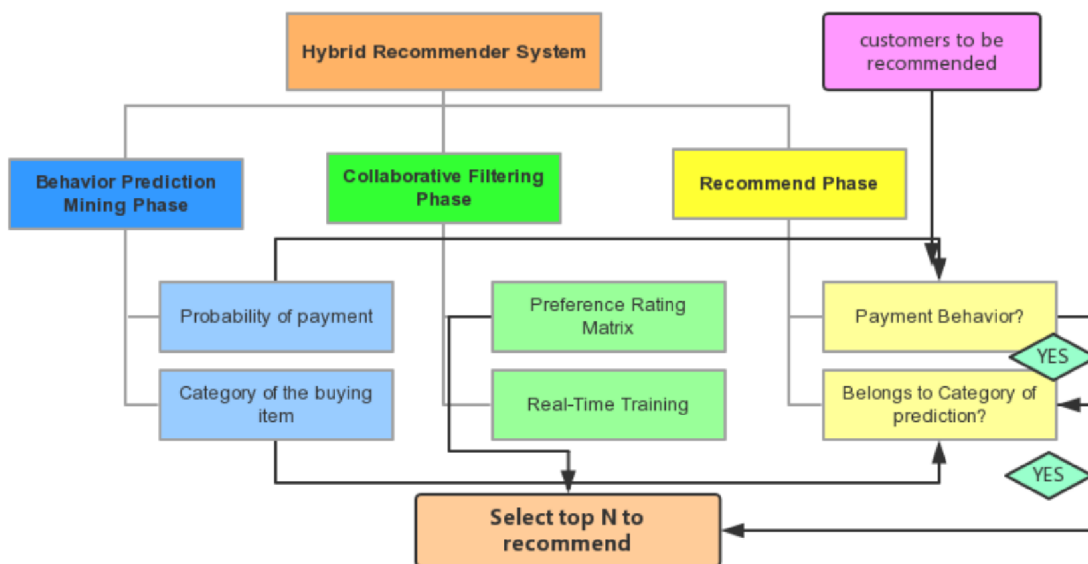 Hybrid Recommender System
customers to be
recommended
Behavior Prediction
Mining Phase
Collaborative Filtering
Phase
Recommend Phase
Probability of payment
Preference Rating
Matrix
Payment Behavior?
YES
Category of the buying
item
Real-Time Training
Belongs to Category of
prediction?
YES
Select top N to
recommend